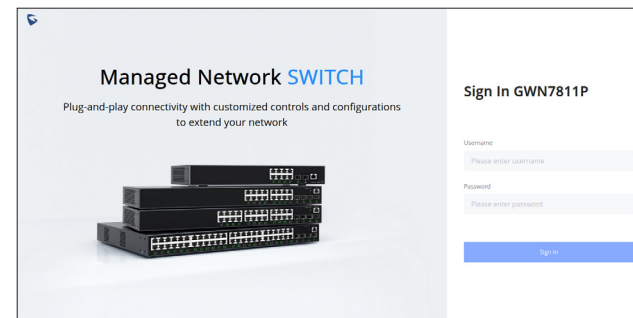 Managed Network SWITCH
Plug-and-play connectivity with customized controls and configurations
to extend your network
Sign In GWN7811P
Username
Please enter username
Password
Please enter password
Sign in